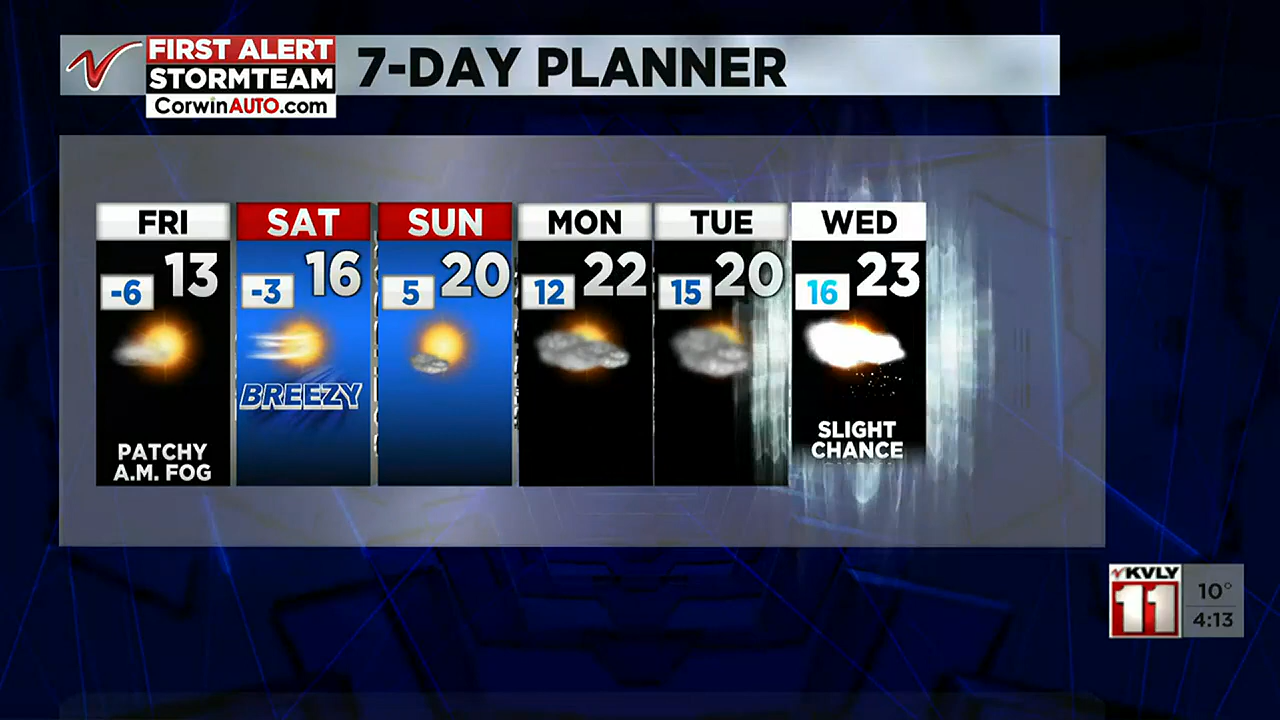 FIRST ALERT
STORMTEAM
CorwinAUTO.com
7-DAY PLANNER
FRI
13
-6
PATCHY
A.M. FOG
SAT
16
-3
BREEZY
SUN
20
5
MON
22
12
TUE
20
15
WED
23
16
SLIGHT
CHANCE
KVLY
11
10°
4:13